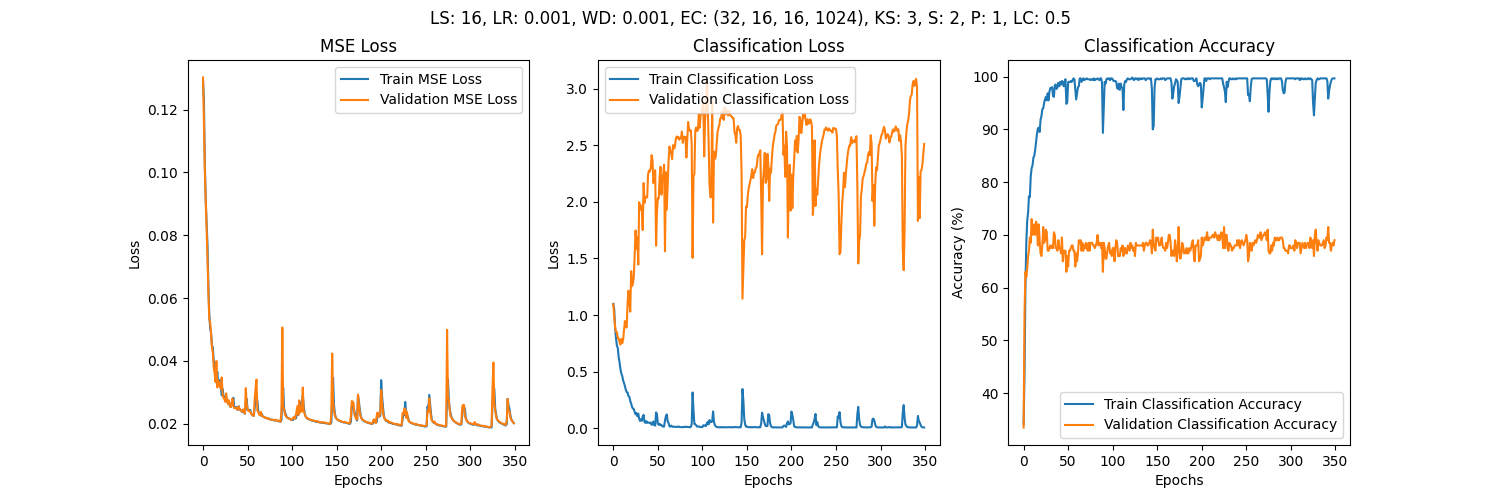 LS: 16, LR: 0.001, WD: 0.001, EC: (32, 16, 16, 1024), KS: 3, S: 2, P: 1, LC: 0.5
MSE Loss
Train MSE Loss
Validation MSE Loss
0.12
0.10
0.08
0.06
0.04
0.02
Loss
0 50 100 150 200 250 300 350
Epochs
Classification Loss
Train Classification Loss
Validation Classification Loss
3.0
2.5
2.0
1.5
1.0
0.5
0.0
Loss
0 50 100 150 200 250 300 350
Epochs
Classification Accuracy
100
90
80
70
60
50
40
Accuracy (%)
Train Classification Accuracy
Validation Classification Accuracy
0 50 100 150 200 250 300 350
Epochs